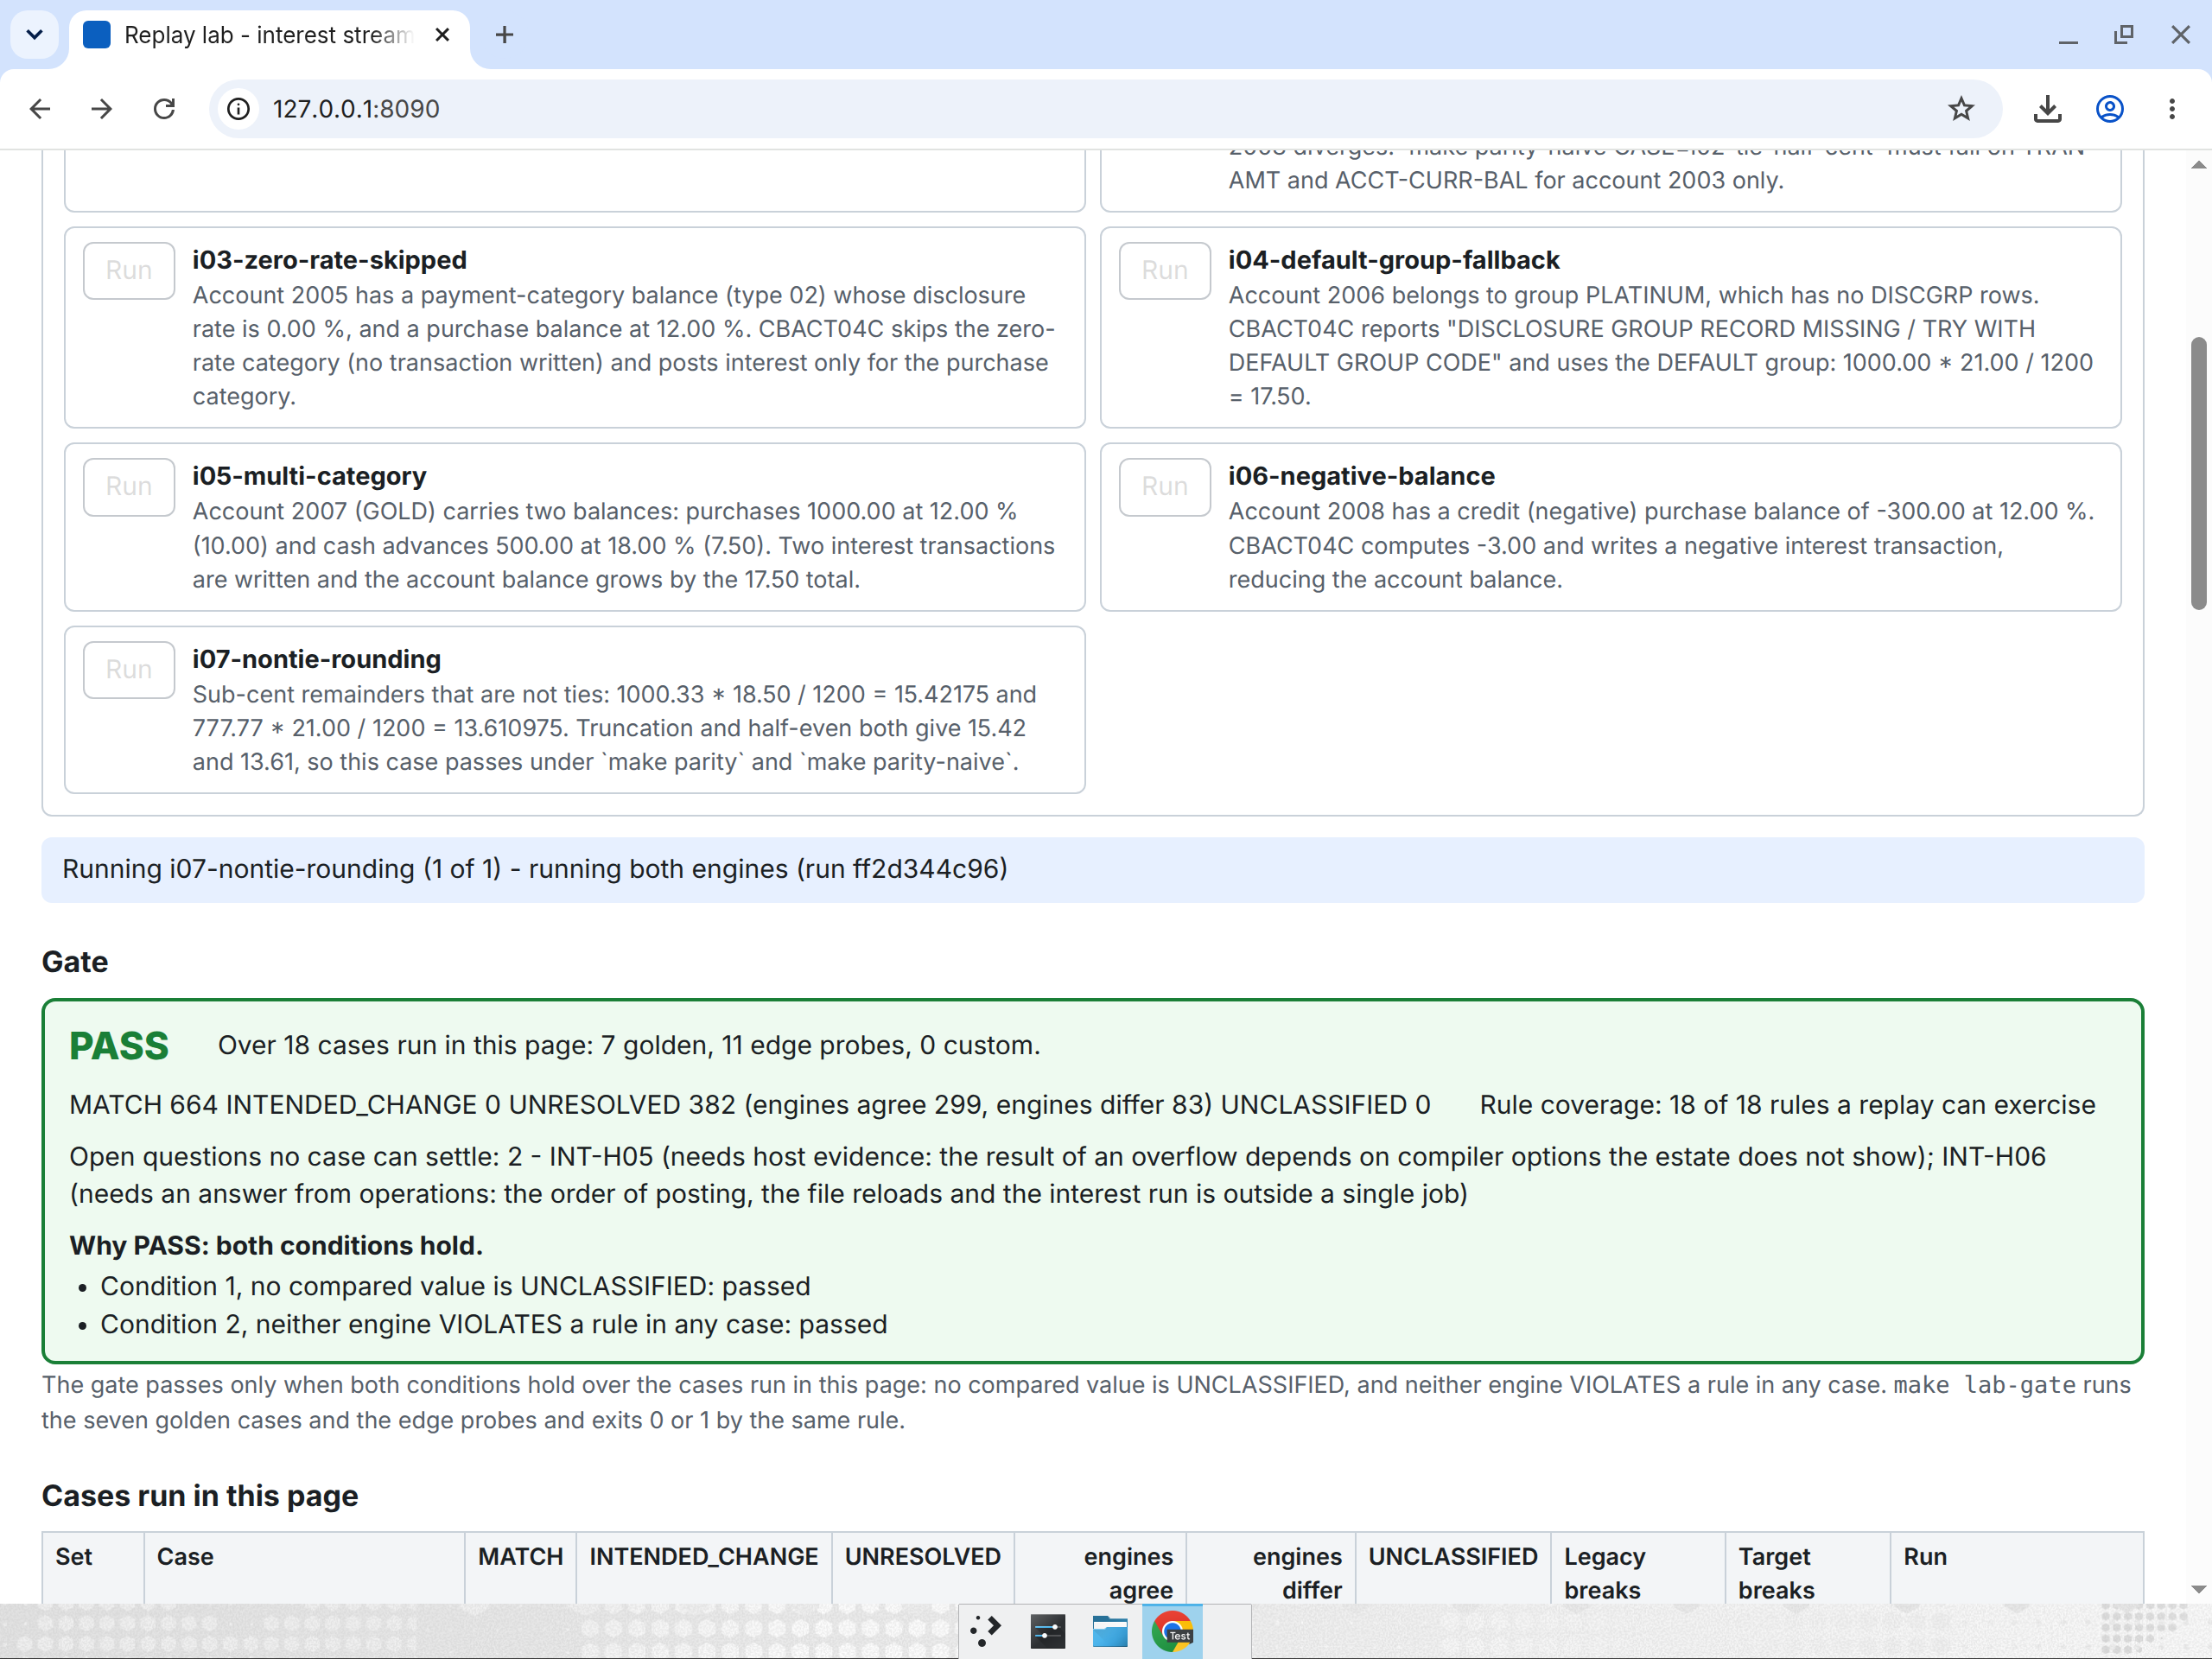 Replay lab - interest stream
127.0.0.1:8090
AMT and ACCT-CURR-BAL for account 2003 only.
Run
i03-zero-rate-skipped
Account 2005 has a payment-category balance (type 02) whose disclosure
rate is 0.00 %, and a purchase balance at 12.00 %. CBACT04C skips the zero-
rate category (no transaction written) and posts interest only for the purchase
category.
Run
i04-default-group-fallback
Account 2006 belongs to group PLATINUM, which has no DISCGRP rows.
CBACT04C reports "DISCLOSURE GROUP RECORD MISSING / TRY WITH
DEFAULT GROUP CODE" and uses the DEFAULT group: 1000.00 * 21.00 / 1200
= 17.50.
Run
i05-multi-category
Account 2007 (GOLD) carries two balances: purchases 1000.00 at 12.00 %
(10.00) and cash advances 500.00 at 18.00 % (7.50). Two interest transactions
are written and the account balance grows by the 17.50 total.
Run
i06-negative-balance
Account 2008 has a credit (negative) purchase balance of -300.00 at 12.00 %.
CBACT04C computes -3.00 and writes a negative interest transaction,
reducing the account balance.
Run
i07-nontie-rounding
Sub-cent remainders that are not ties: 1000.33 * 18.50 / 1200 = 15.42175 and
777.77 * 21.00 / 1200 = 13.610975. Truncation and half-even both give 15.42
and 13.61, so this case passes under `make parity` and `make parity-naive`.
Running i07-nontie-rounding (1 of 1) - running both engines (run ff2d344c96)
Gate
PASS Over 18 cases run in this page: 7 golden, 11 edge probes, 0 custom.
MATCH 664 INTENDED_CHANGE 0 UNRESOLVED 382 (engines agree 299, engines differ 83) UNCLASSIFIED 0 Rule coverage: 18 of 18 rules a replay can exercise
Open questions no case can settle: 2 - INT-H05 (needs host evidence: the result of an overflow depends on compiler options the estate does not show); INT-H06
(needs an answer from operations: the order of posting, the file reloads and the interest run is outside a single job)
Why PASS: both conditions hold.
• Condition 1, no compared value is UNCLASSIFIED: passed
• Condition 2, neither engine VIOLATES a rule in any case: passed
The gate passes only when both conditions hold over the cases run in this page: no compared value is UNCLASSIFIED, and neither engine VIOLATES a rule in any case. make lab-gate runs
the seven golden cases and the edge probes and exits 0 or 1 by the same rule.
Cases run in this page
Set Case MATCH INTENDED_CHANGE UNRESOLVED engines agree engines differ UNCLASSIFIED Legacy breaks Target breaks Run
Test